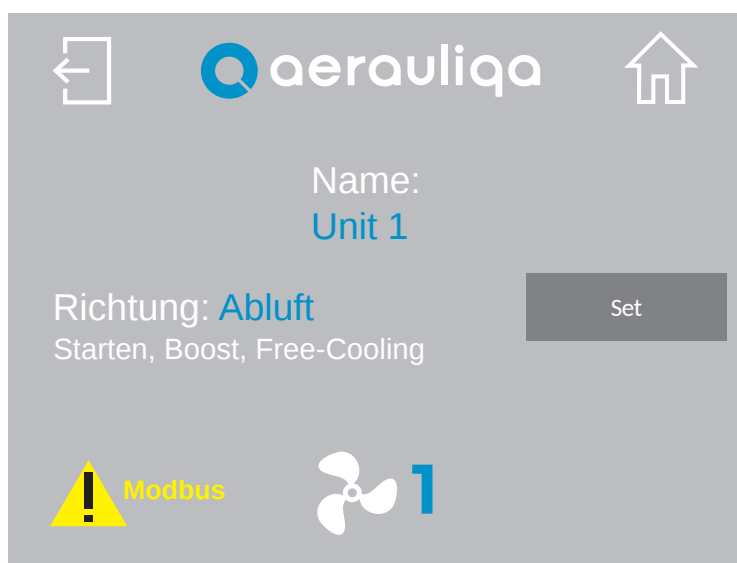 aerauliqa
Name:
Unit 1
Richtung: Abluft
Starten, Boost, Free-Cooling
Set
Modbus
1